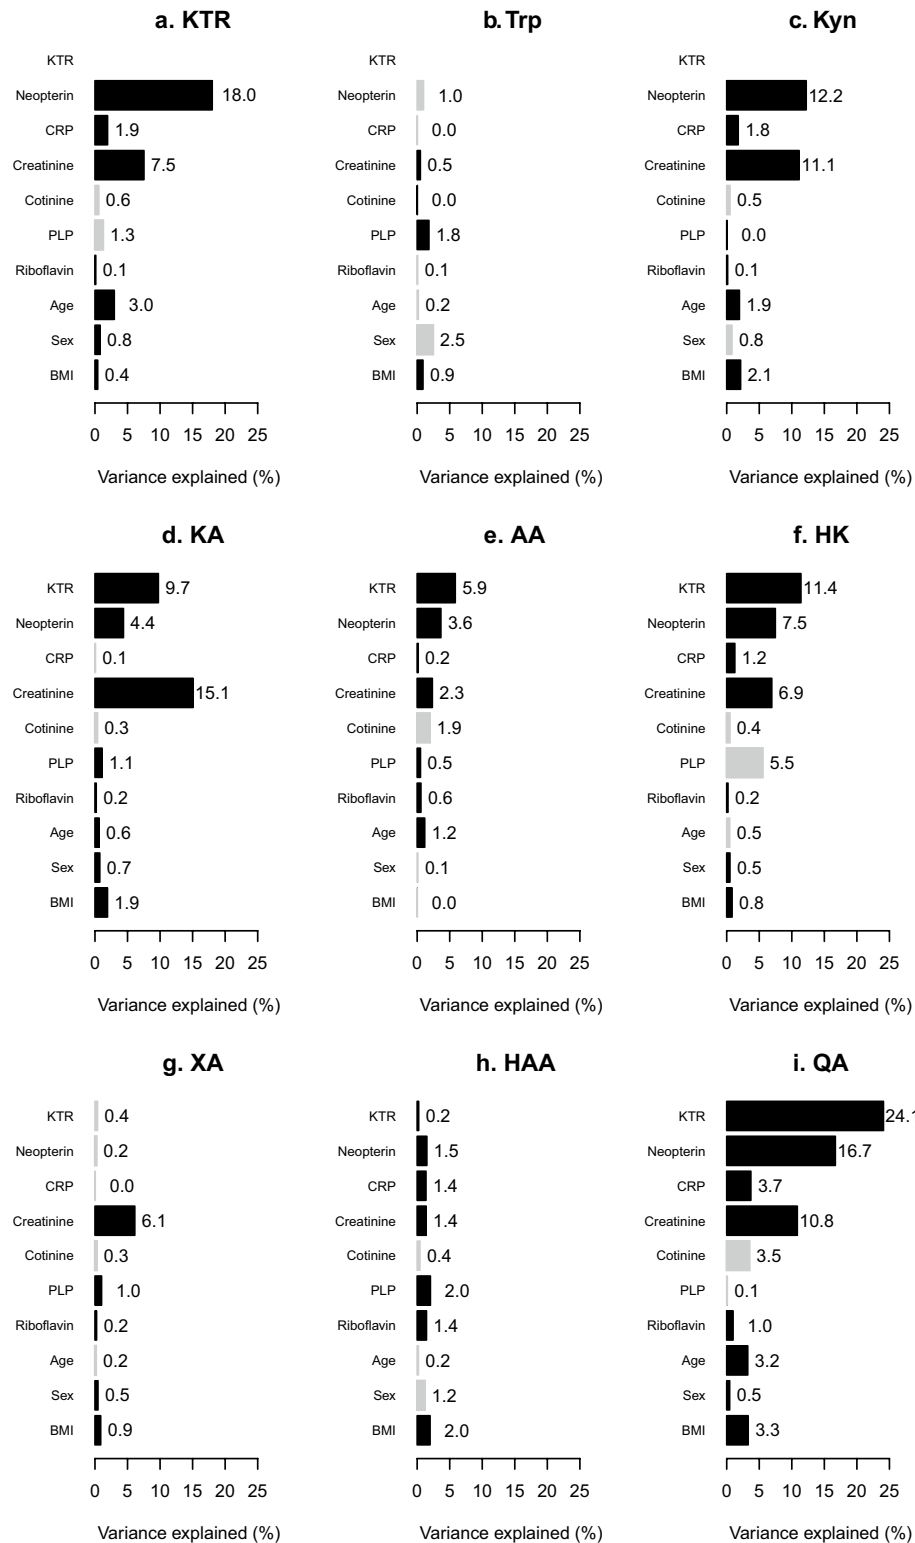 a. KTR
KTR
Neopterin 18.0
CRP 1.9
Creatinine 7.5
Cotinine 0.6
PLP 1.3
Riboflavin 0.1
Age 3.0
Sex 0.8
BMI 0.4
0 5 10 15 20 25
Variance explained (%)
b. Trp
KTR
Neopterin 1.0
CRP 0.0
Creatinine 0.5
Cotinine 0.0
PLP 1.8
Riboflavin 0.1
Age 0.2
Sex 2.5
BMI 0.9
0 5 10 15 20 25
Variance explained (%)
c. Kyn
KTR
Neopterin 12.2
CRP 1.8
Creatinine 11.1
Cotinine 0.5
PLP 0.0
Riboflavin 0.1
Age 1.9
Sex 0.8
BMI 2.1
0 5 10 15 20 25
Variance explained (%)
d. KA
KTR 9.7
Neopterin 4.4
CRP 0.1
Creatinine 15.1
Cotinine 0.3
PLP 1.1
Riboflavin 0.2
Age 0.6
Sex 0.7
BMI 1.9
0 5 10 15 20 25
Variance explained (%)
e. AA
KTR 5.9
Neopterin 3.6
CRP 0.2
Creatinine 2.3
Cotinine 1.9
PLP 0.5
Riboflavin 0.6
Age 1.2
Sex 0.1
BMI 0.0
0 5 10 15 20 25
Variance explained (%)
f. HK
KTR 11.4
Neopterin 7.5
CRP 1.2
Creatinine 6.9
Cotinine 0.4
PLP 5.5
Riboflavin 0.2
Age 0.5
Sex 0.5
BMI 0.8
0 5 10 15 20 25
Variance explained (%)
g. XA
KTR 0.4
Neopterin 0.2
CRP 0.0
Creatinine 6.1
Cotinine 0.3
PLP 1.0
Riboflavin 0.2
Age 0.2
Sex 0.5
BMI 0.9
0 5 10 15 20 25
Variance explained (%)
h. HAA
KTR 0.2
Neopterin 1.5
CRP 1.4
Creatinine 1.4
Cotinine 0.4
PLP 2.0
Riboflavin 1.4
Age 0.2
Sex 1.2
BMI 2.0
0 5 10 15 20 25
Variance explained (%)
i. QA
KTR 24.1
Neopterin 16.7
CRP 3.7
Creatinine 10.8
Cotinine 3.5
PLP 0.1
Riboflavin 1.0
Age 3.2
Sex 0.5
BMI 3.3
0 5 10 15 20 25
Variance explained (%)